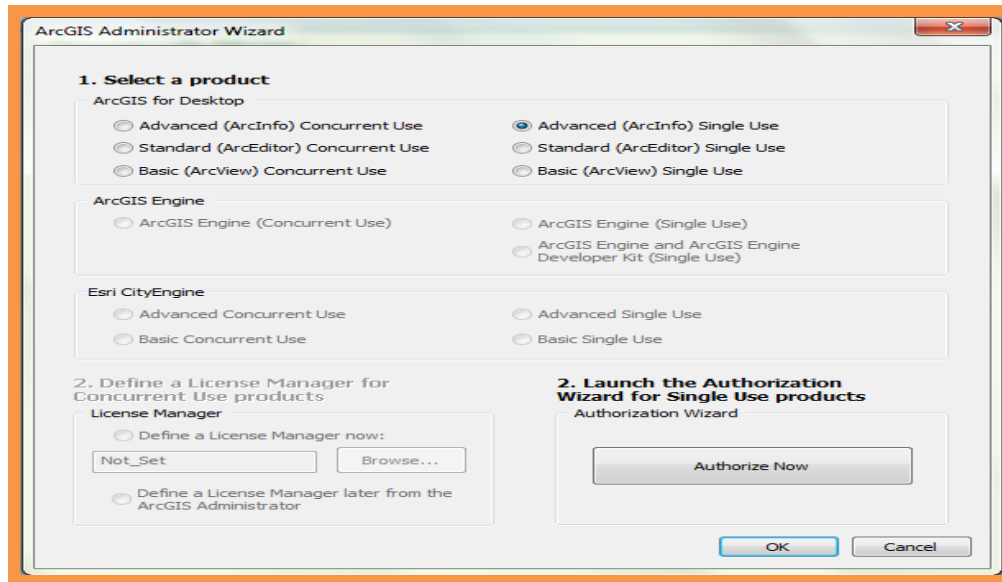 ArcGIS Administrator Wizard
1. Select a product
ArcGIS for Desktop
Advanced (ArcInfo) Concurrent Use
Advanced (ArcInfo) Single Use
Standard (ArcEditor) Concurrent Use
Standard (ArcEditor) Single Use
Basic (ArcView) Concurrent Use
Basic (ArcView) Single Use
ArcGIS Engine
ArcGIS Engine (Concurrent Use)
ArcGIS Engine (Single Use)
ArcGIS Engine and ArcGIS Engine
Developer Kit (Single Use)
Esri CityEngine
Advanced Concurrent Use
Advanced Single Use
Basic Concurrent Use
Basic Single Use
2. Define a License Manager for
Concurrent Use products
License Manager
Define a License Manager now:
Not_Set
Browse...
Define a License Manager later from the
ArcGIS Administrator
2. Launch the Authorization
Wizard for Single Use products
Authorization Wizard
Authorize Now
OK
Cancel